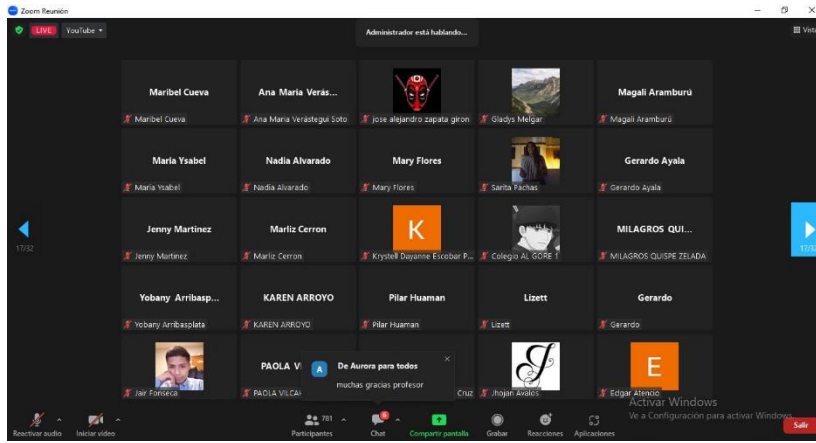 Zoom Reunión
LIVE YouTube
Administrador está hablando...
Vista
Maribel Cueva
Ana Maria Verás...
Magali Aramburú
Maribel Cueva
Ana Maria Verástegui Soto
jose alejandro zapata giron
Gladys Melgar
Magali Aramburú
Maria Ysabel
Nadia Alvarado
Mary Flores
Gerardo Ayala
Maria Ysabel
Nadia Alvarado
Mary Flores
Sarita Pachas
Gerardo Ayala
Jenny Martinez
Marliz Cerron
K
MILAGROS QUI...
17/32
17/32
Jenny Martinez
Marliz Cerron
Krystell Dayanne Escobar P...
Colegio AL GORE 1
MILAGROS QUISPE ZELADA
Yobany Arribasp...
KAREN ARROYO
Pilar Huaman
Lizett
Gerardo
Yobany Arribasplata
KAREN ARROYO
Pilar Huaman
Lizett
Gerardo
PAOLA VI
A
De Aurora para todos
muchas gracias profesor
E
Jair Fonseca
PAOLA VILCA
Cruz
Jhojan Avalos
Edgar Atencio
Activar Windows
Ve a Configuración para activar Windows.
6
781
Reactivar audio
Iniciar video
Participantes
Chat
Compartir pantalla
Grabar
Reacciones
Aplicaciones
Salir